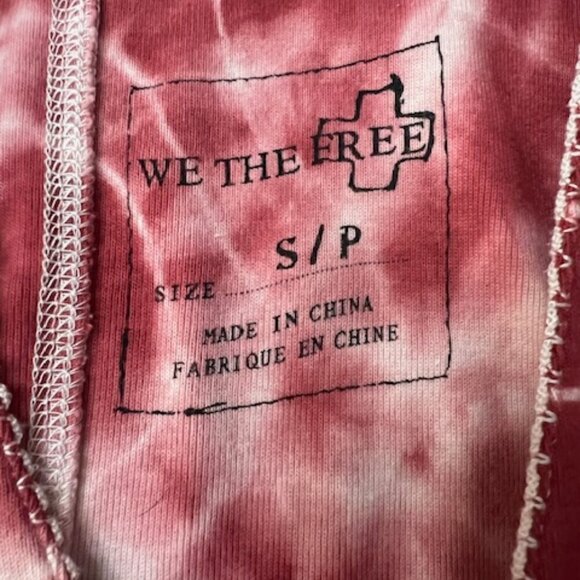 WE THE FREE
S/P
SIZE
MADE IN CHINA
FABRIQUE EN CHINE